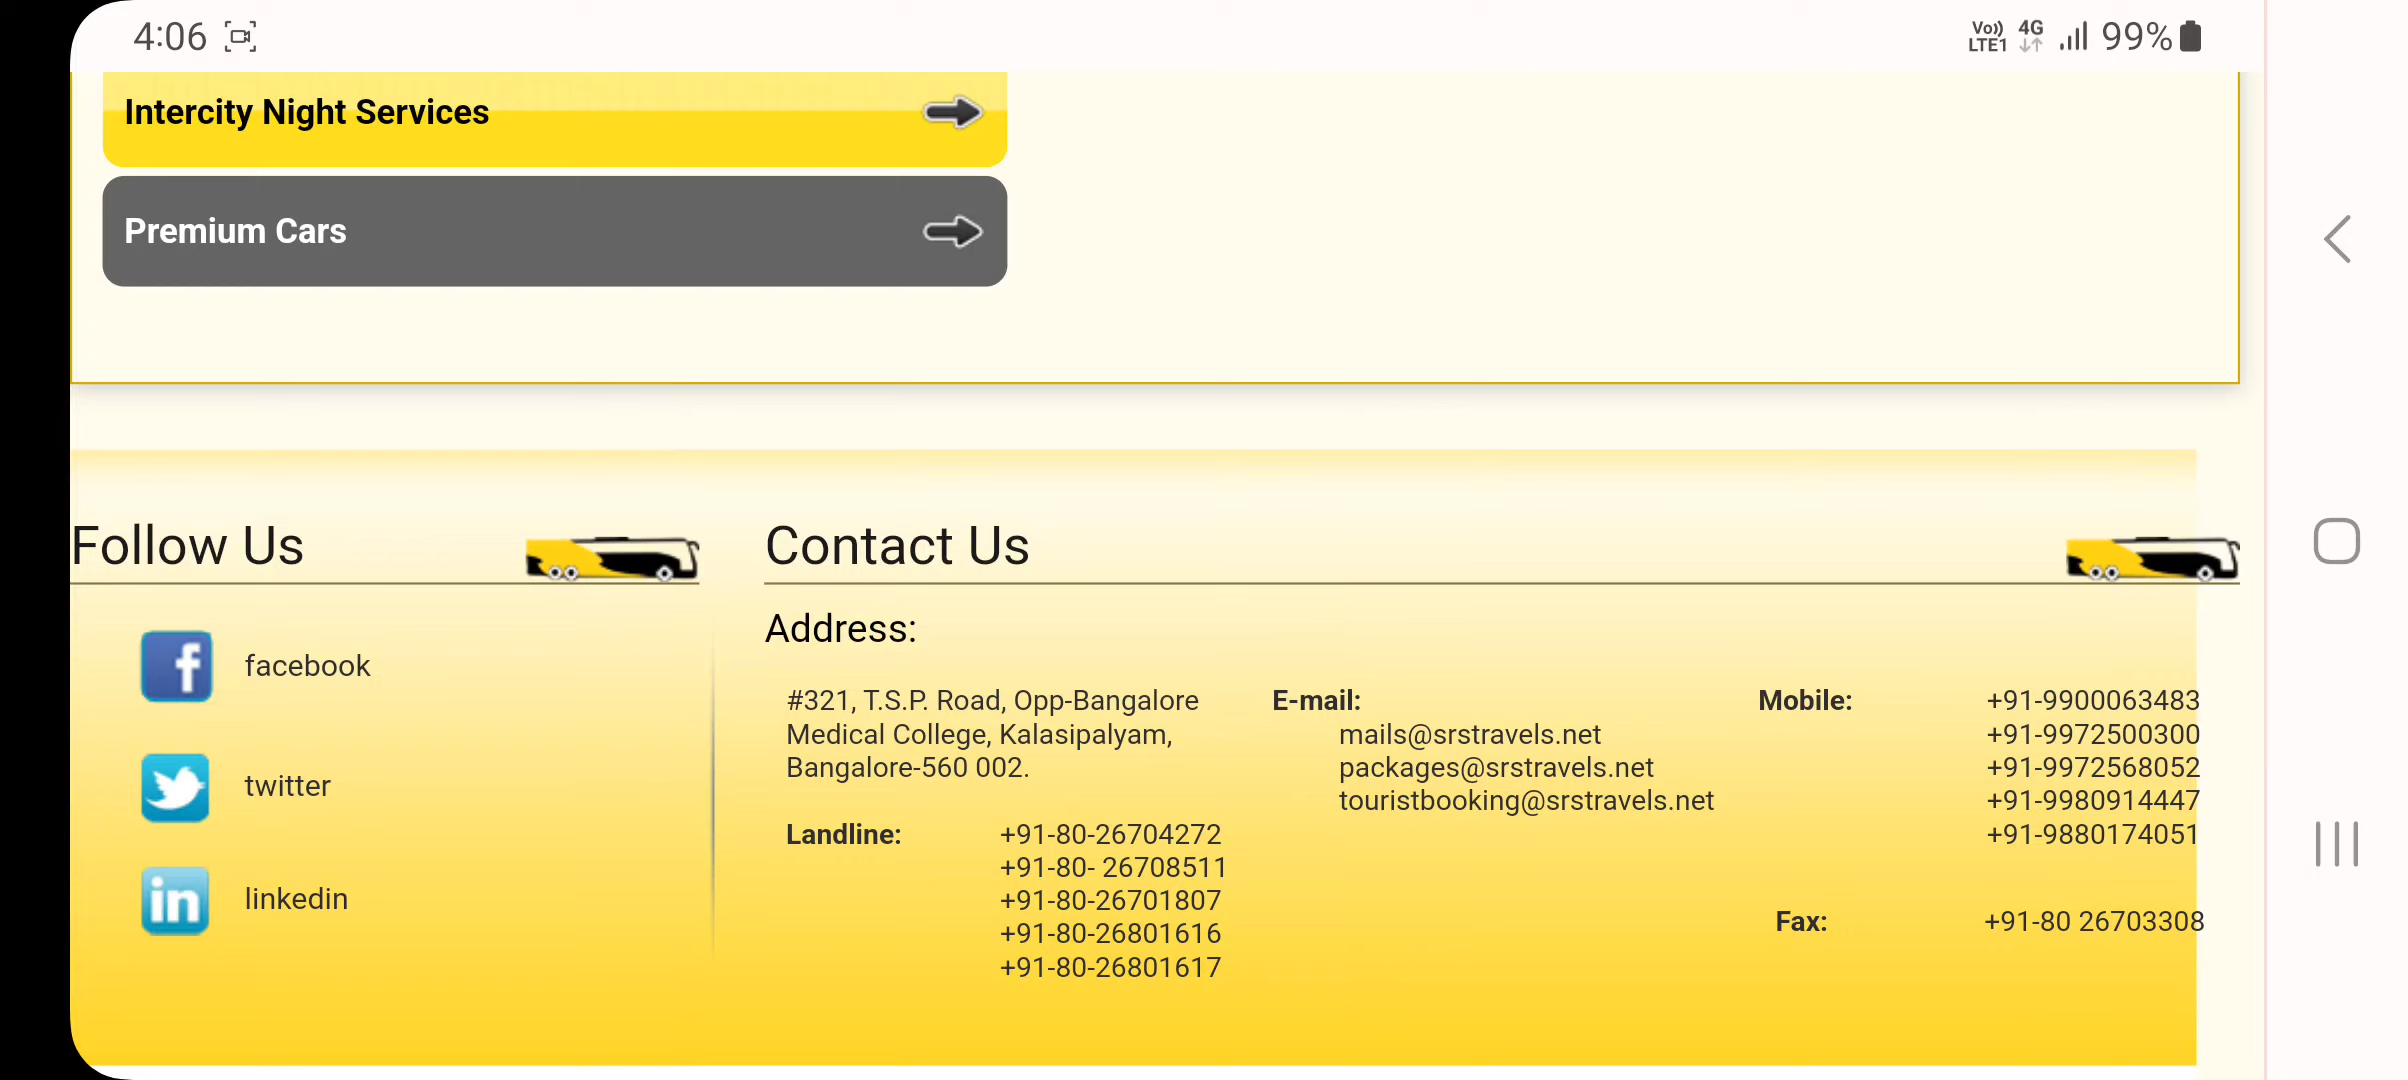 4:06
Vo)) LTE1 4G 99%
Intercity Night Services
Premium Cars
Follow Us
facebook
twitter
linkedin
Contact Us
Address:
#321, T.S.P. Road, Opp-Bangalore
Medical College, Kalasipalyam,
Bangalore-560 002.
Landline: +91-80-26704272
+91-80- 26708511
+91-80-26701807
+91-80-26801616
+91-80-26801617
E-mail:
mails@srstravels.net
packages@srstravels.net
touristbooking@srstravels.net
Mobile: +91-9900063483
+91-9972500300
+91-9972568052
+91-9980914447
+91-9880174051
Fax: +91-80 26703308